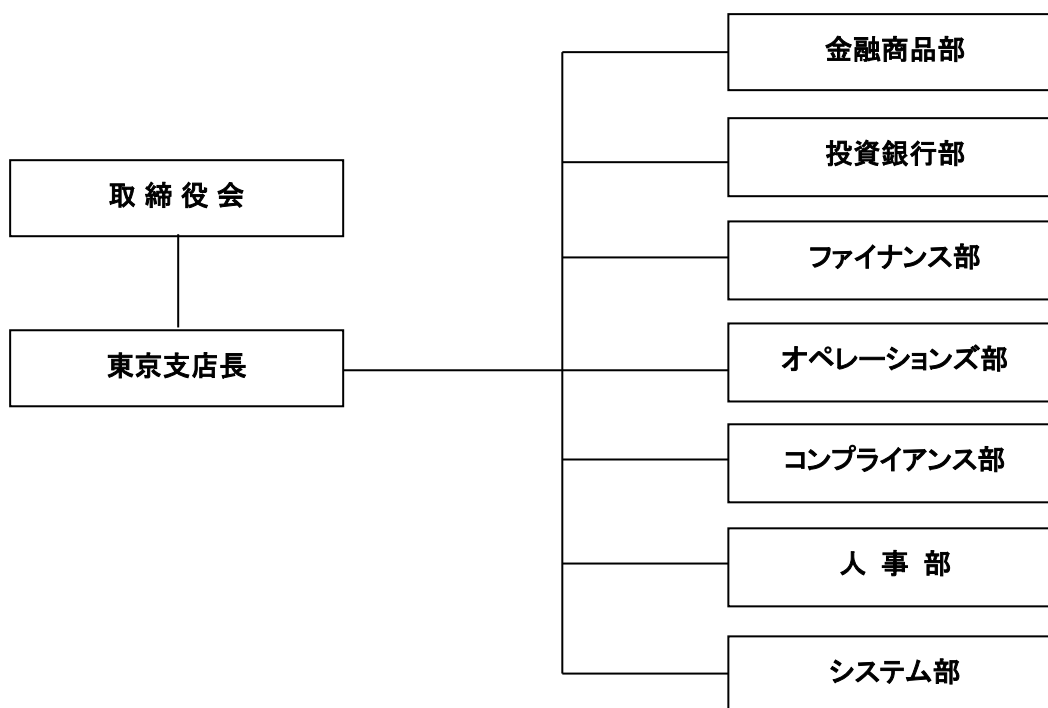 取 締 役 会
東京支店長
金融商品部
投資銀行部
ファイナンス部
オペレーションズ部
コンプライアンス部
人 事 部
システム部